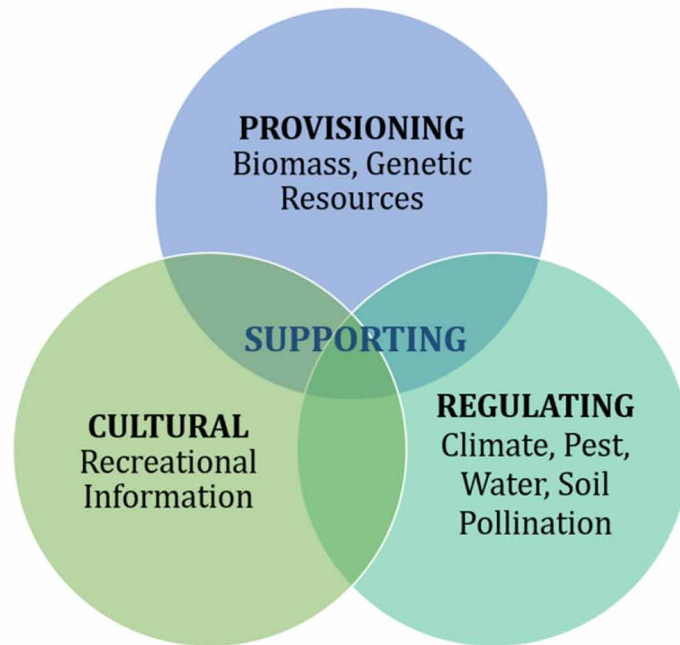 PROVISIONING
Biomass, Genetic
Resources
SUPPORTING
CULTURAL
Recreational
Information
REGULATING
Climate, Pest,
Water, Soil
Pollination